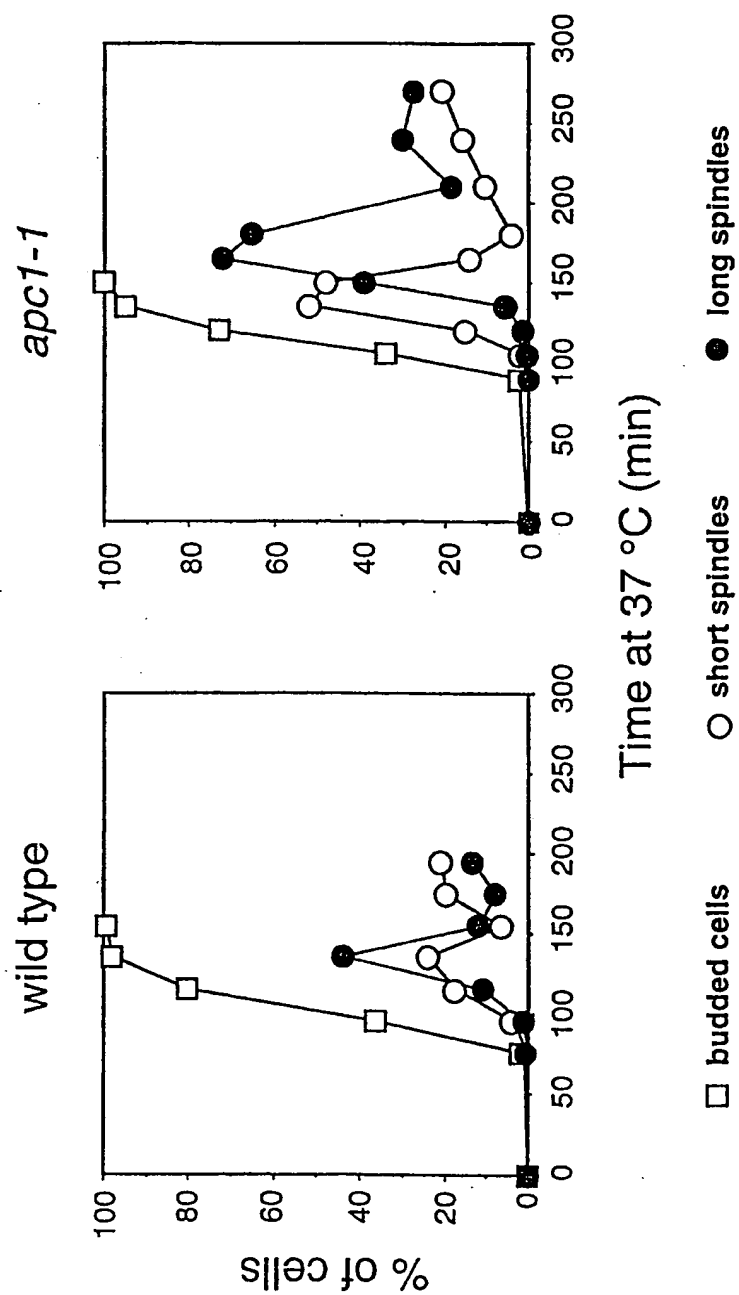 wild type
apc1-1
% of cells
100
80
60
40
20
0
0 50 100 150 200 250 300
100
80
60
40
20
0
0 50 100 150 200 250 300
Time at 37 °C (min)
budded cells
short spindles
long spindles